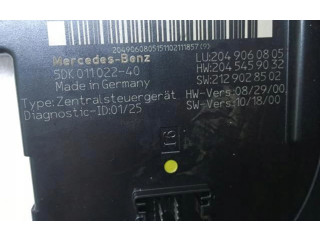 20490608051511021118571(9)
Mercedes-Benz
5DK 011 022-40
Made in Germany
Type:Zentralsteuergerät
Diagnostic-ID:01/25
LU:204 906 08 05
HW:204 545 90 32
SW:212 902 85 02
HW-Vers:08/29/00
SW-Vers:10/18/00